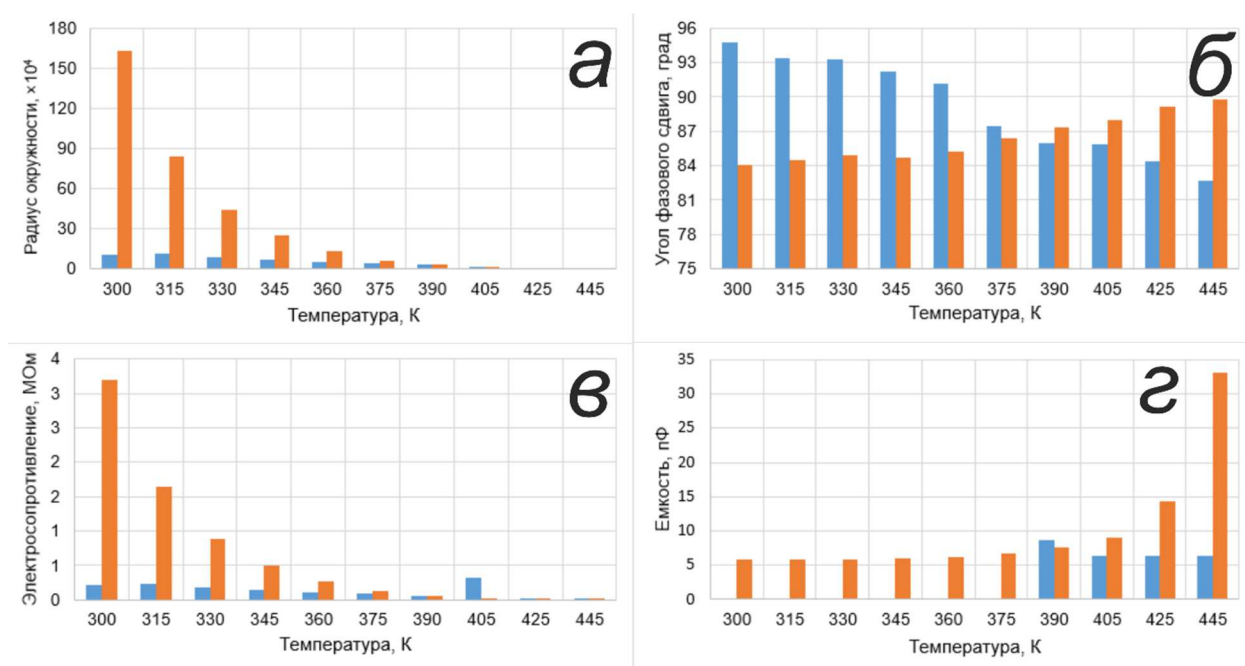 Радиус окружности, ×10⁴
180
150
120
90
60
30
0
300 315 330 345 360 375 390 405 425 445
Температура, К
а
Угол фазового сдвига, град
96
93
90
87
84
81
78
75
300 315 330 345 360 375 390 405 425 445
Температура, К
б
Электросопротивление, МОм
4
3
3
2
2
1
1
0
300 315 330 345 360 375 390 405 425 445
Температура, К
в
Емкость, пФ
35
30
25
20
15
10
5
0
300 315 330 345 360 375 390 405 425 445
Температура, К
г